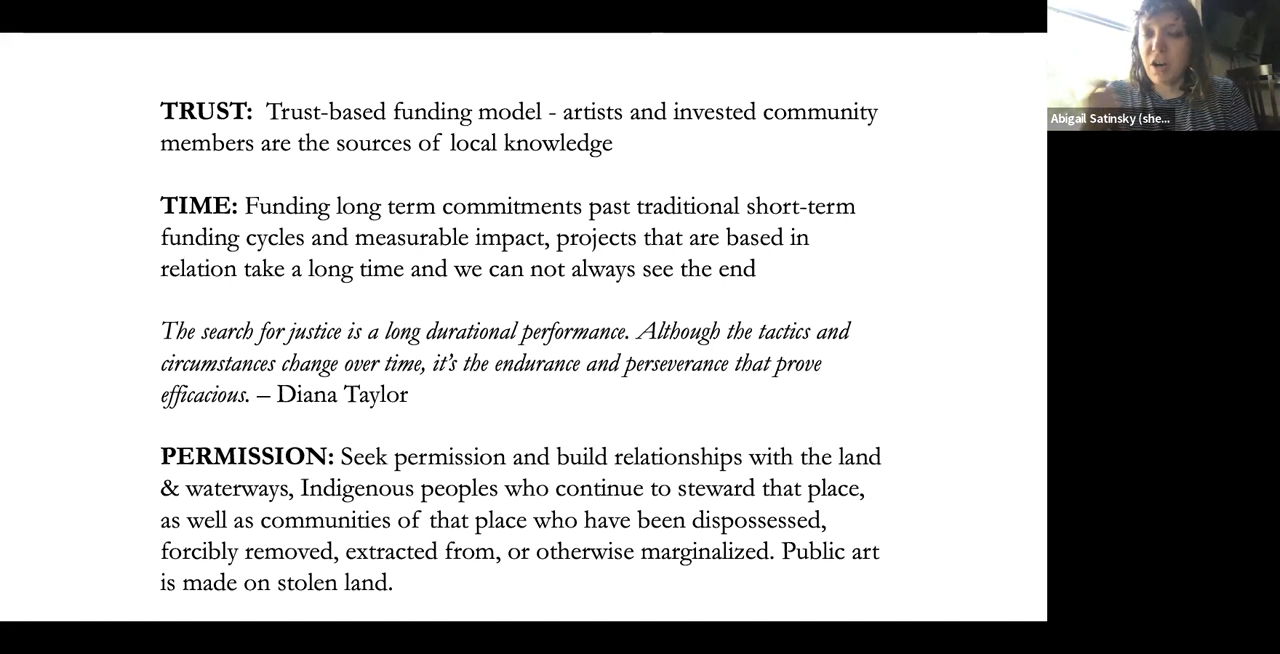 TRUST: Trust-based funding model - artists and invested community
members are the sources of local knowledge
TIME: Funding long term commitments past traditional short-term
funding cycles and measurable impact, projects that are based in
relation take a long time and we can not always see the end
The search for justice is a long durational performance. Although the tactics and
circumstances change over time, it's the endurance and perseverance that prove
efficacious. – Diana Taylor
PERMISSION: Seek permission and build relationships with the land
& waterways, Indigenous peoples who continue to steward that place,
as well as communities of that place who have been dispossessed,
forcibly removed, extracted from, or otherwise marginalized. Public art
is made on stolen land.
Abigail Satinsky (she...